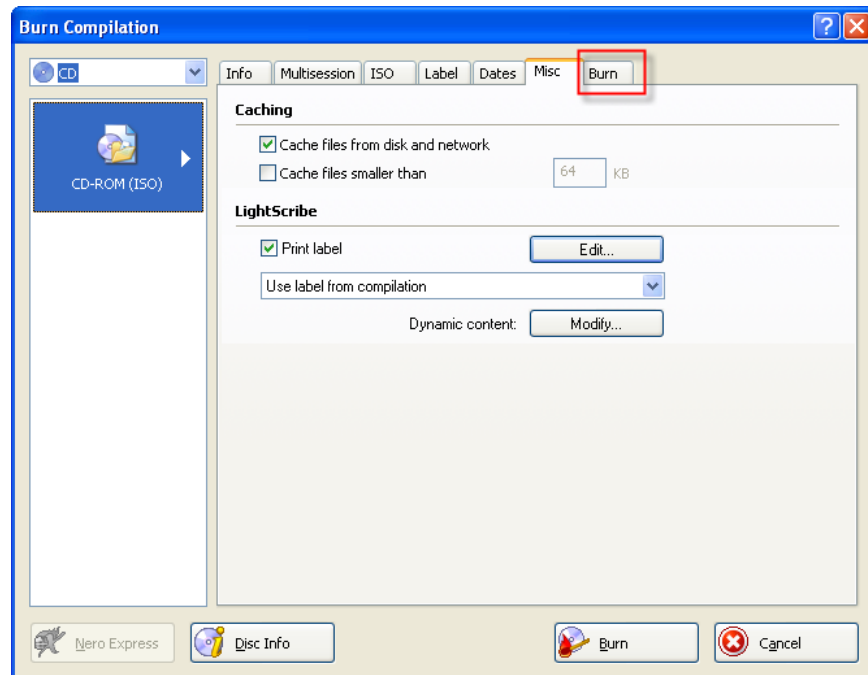 Burn Compilation
CD
CD-ROM (ISO)
Info Multisession ISO Label Dates Misc Burn
Caching
Cache files from disk and network
Cache files smaller than 64 KB
LightScribe
Print label Edit...
Use label from compilation
Dynamic content: Modify...
Nero Express Disc Info Burn Cancel